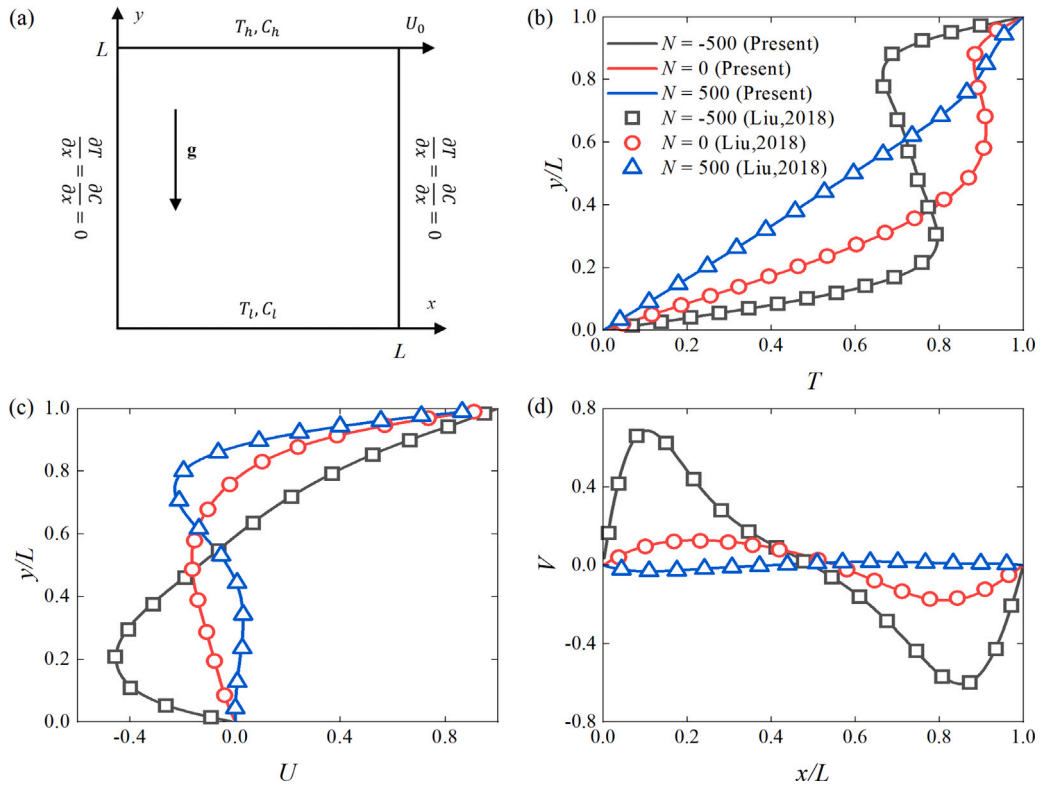 (a)
y
T_h, C_h
U_0
L
∂T/∂x = ∂C/∂x = 0
g
∂T/∂x = ∂C/∂x = 0
T_l, C_l
x
L
(b)
1.0
0.8
0.6
0.4
0.2
0.0
y/L
N = -500 (Present)
N = 0 (Present)
N = 500 (Present)
N = -500 (Liu,2018)
N = 0 (Liu,2018)
N = 500 (Liu,2018)
0.0 0.2 0.4 0.6 0.8 1.0
T
(c)
1.0
0.8
0.6
0.4
0.2
0.0
y/L
-0.4 0.0 0.4 0.8
U
(d)
0.8
0.4
0.0
-0.4
-0.8
V
0.0 0.2 0.4 0.6 0.8 1.0
x/L